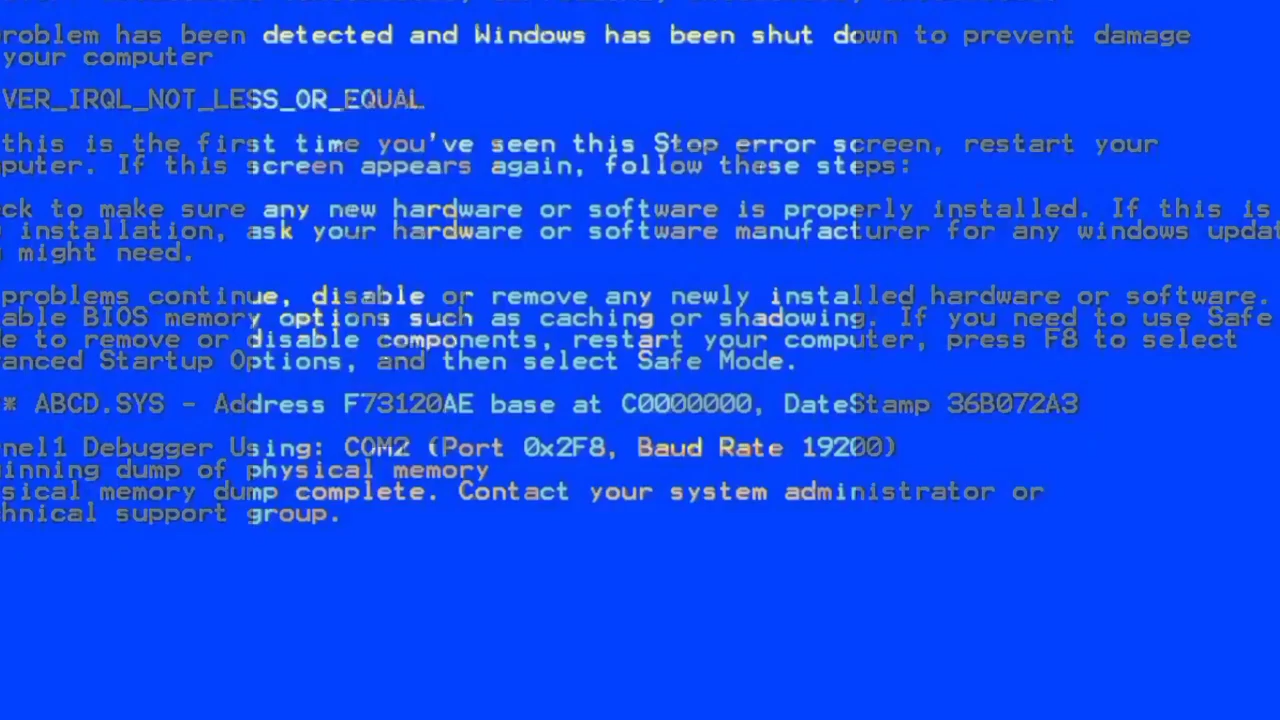 roblem has been detected and Windows has been shut down to prevent damage
your computer
VER_IRQL_NOT_LESS_OR_EQUAL
this is the first time you've seen this Stop error screen, restart your
puter. If this screen appears again, follow these steps:
ck to make sure any new hardware or software is properly installed. If this is
installation, ask your hardware or software manufacturer for any windows updat
might need.
problems continue, disable or remove any newly installed hardware or software.
able BIOS memory options such as caching or shadowing. If you need to use Safe
e to remove or disable components, restart your computer, press F8 to select
anced Startup Options, and then select Safe Mode.
* ABCD.SYS - Address F73120AE base at C0000000, DateStamp 36B072A3
nel1 Debugger Using: COM2 (Port 0x2F8, Baud Rate 19200)
inning dump of physical memory
sical memory dump complete. Contact your system administrator or
hnical support group.